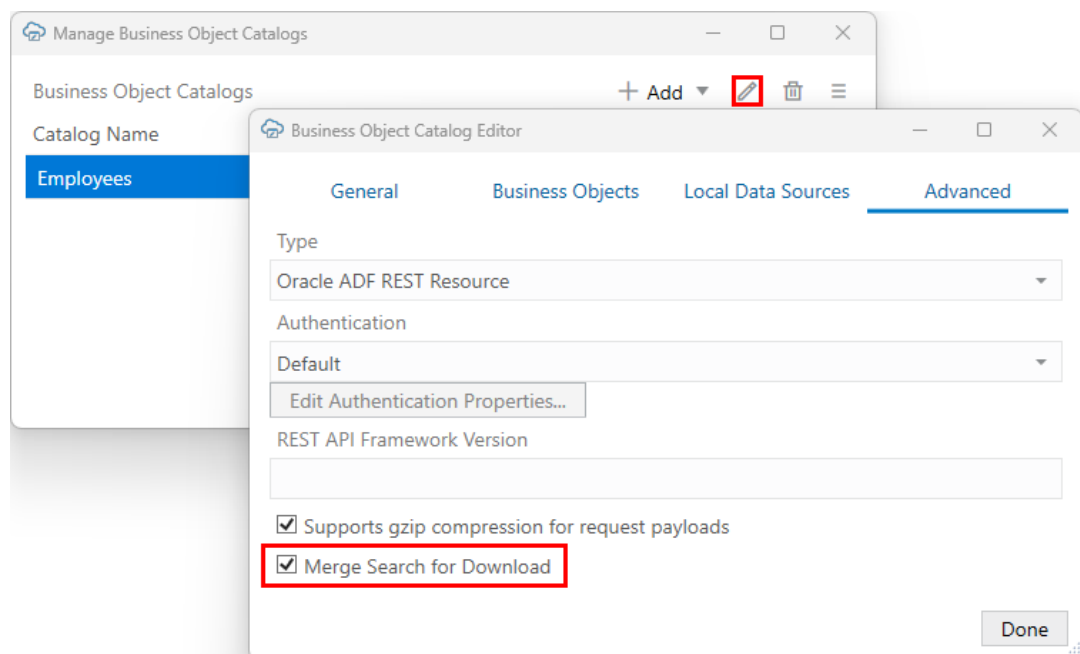 Manage Business Object Catalogs
Business Object Catalogs
Add
Catalog Name
Employees
Business Object Catalog Editor
General Business Objects Local Data Sources Advanced
Type
Oracle ADF REST Resource
Authentication
Default
Edit Authentication Properties...
REST API Framework Version
Supports gzip compression for request payloads
Merge Search for Download
Done